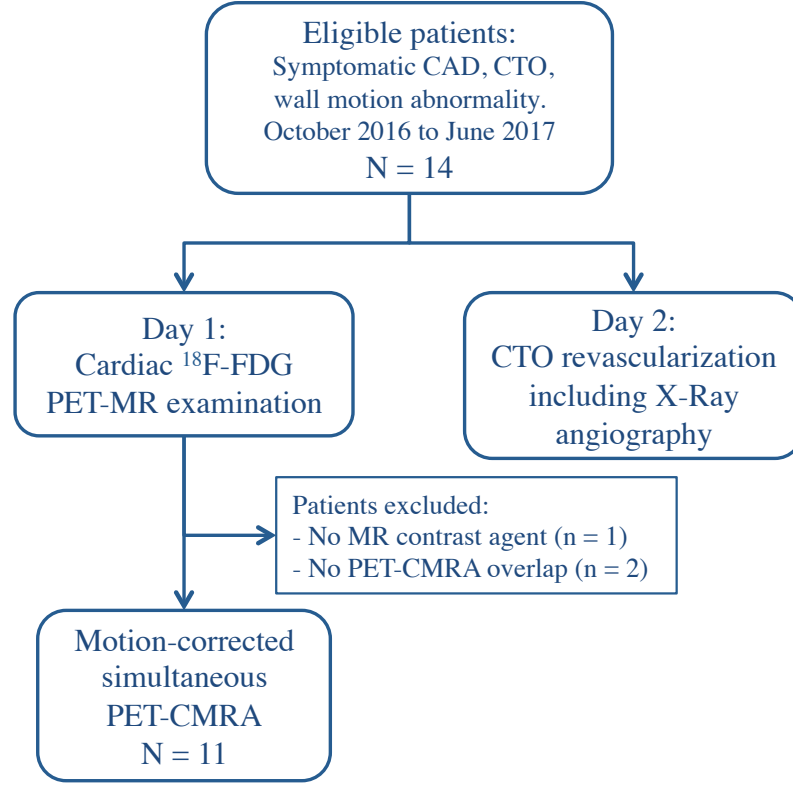 Eligible patients:
Symptomatic CAD, CTO,
wall motion abnormality.
October 2016 to June 2017
N = 14
Day 1:
Cardiac ¹⁸F-FDG
PET-MR examination
Day 2:
CTO revascularization
including X-Ray
angiography
Patients excluded:
- No MR contrast agent (n = 1)
- No PET-CMRA overlap (n = 2)
Motion-corrected
simultaneous
PET-CMRA
N = 11